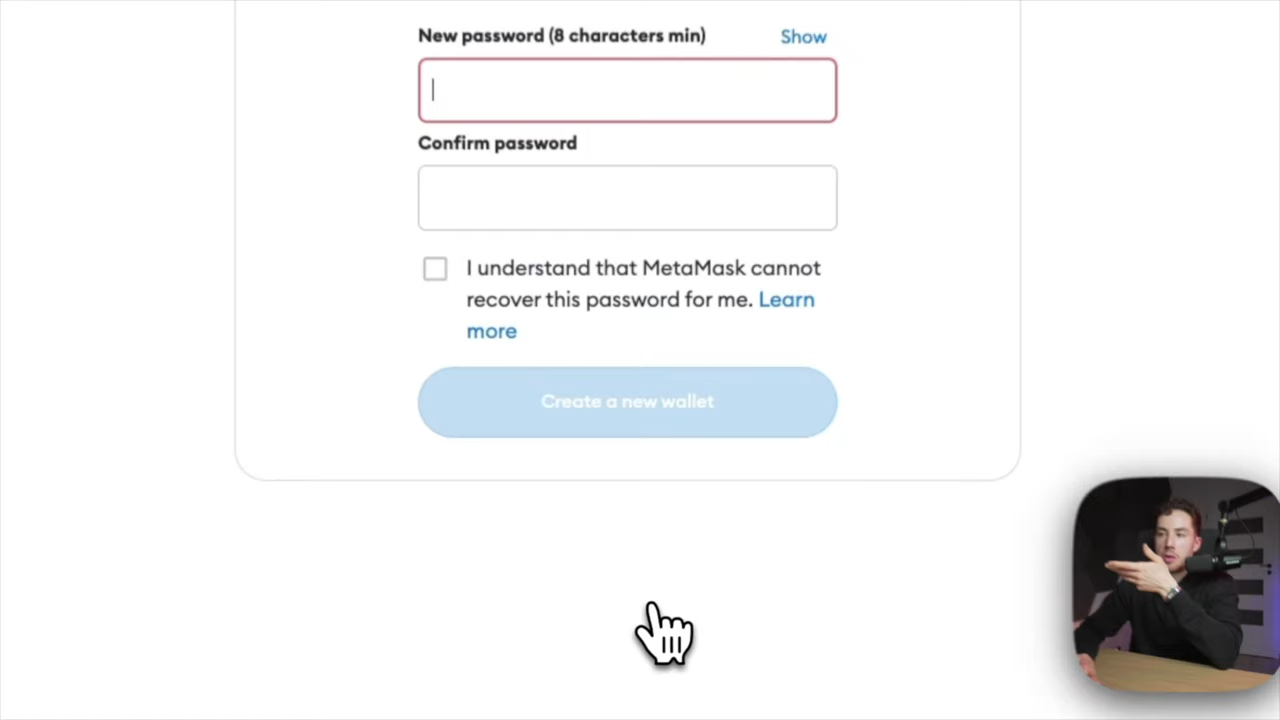 New password (8 characters min)
Show
Confirm password
I understand that MetaMask cannot
recover this password for me. Learn
more
Create a new wallet